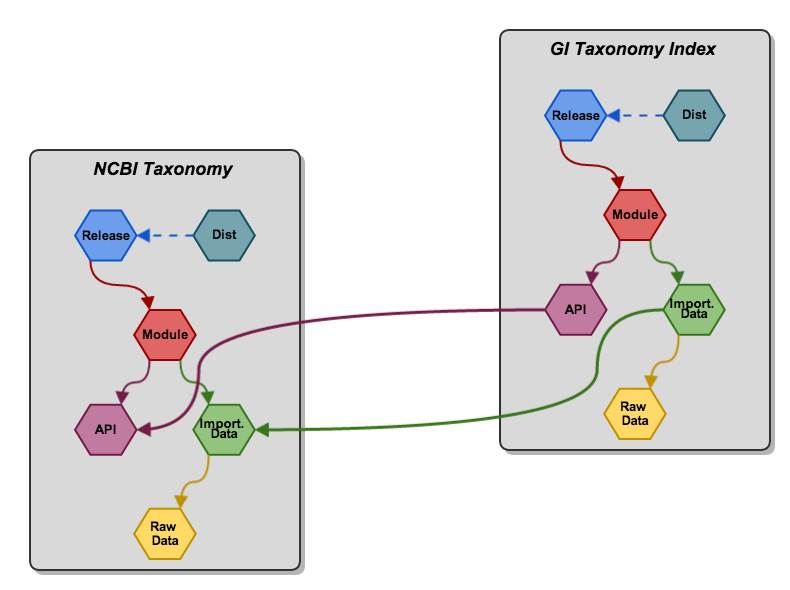 GI Taxonomy Index
Release
Dist
Module
API
Import.
Data
Raw
Data
NCBI Taxonomy
Release
Dist
Module
API
Import.
Data
Raw
Data